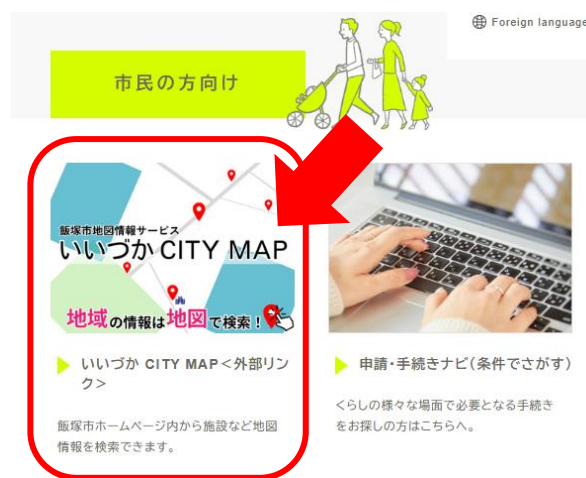 Foreign language
市民の方向け
飯塚市地図情報サービス
いいづか CITY MAP
地域の情報は地図で検索！
いいづか CITY MAP＜外部リン
ク＞
飯塚市ホームページ内から施設など地図
情報を検索できます。
申請・手続きナビ（条件でさがす）
くらしの様々な場面で必要となる手続き
をお探しの方はこちらへ。